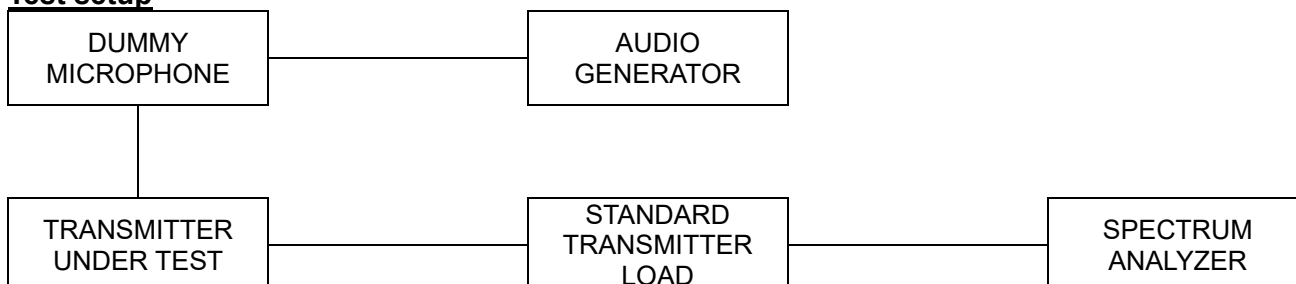 Test setup
DUMMY
MICROPHONE
AUDIO
GENERATOR
TRANSMITTER
UNDER TEST
STANDARD
TRANSMITTER
LOAD
SPECTRUM
ANALYZER